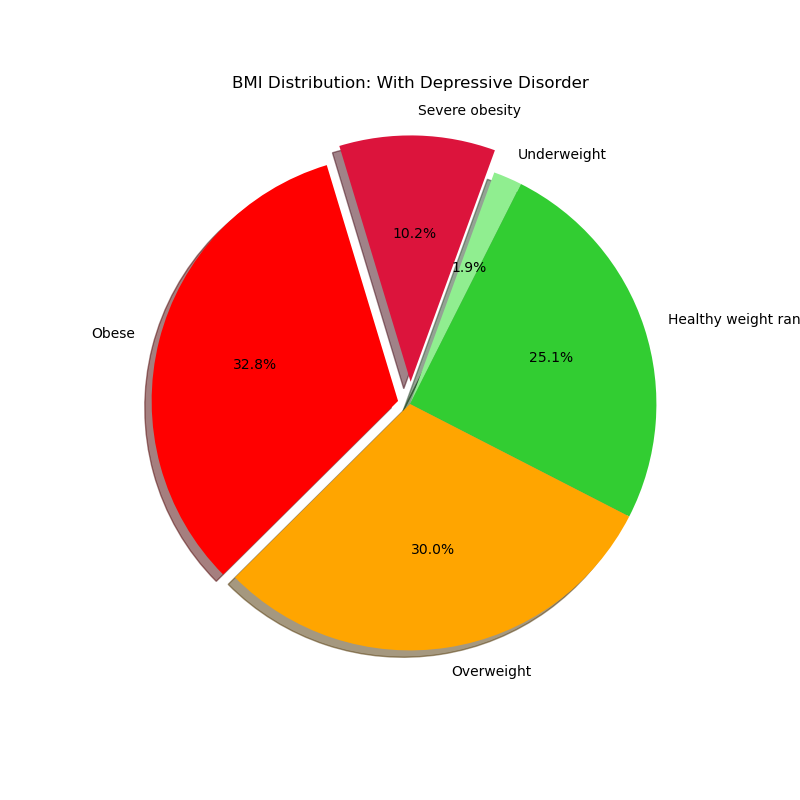 BMI Distribution: With Depressive Disorder
Severe obesity
Underweight
10.2%
1.9%
Healthy weight ran
Obese
25.1%
32.8%
30.0%
Overweight